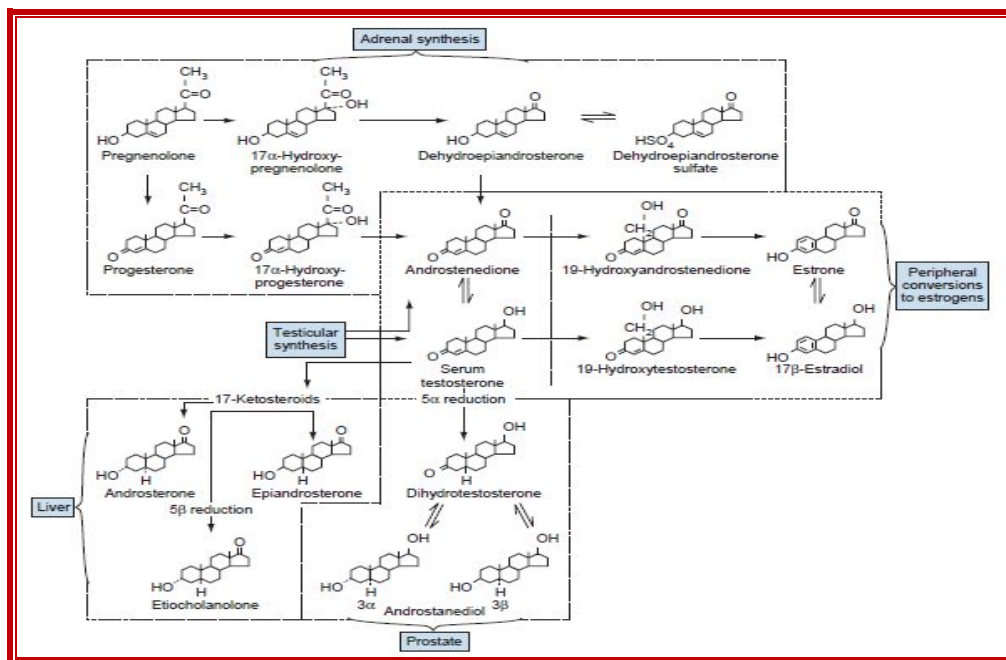 Adrenal synthesis
CH₃
C=O
HO
Pregnenolone
CH₃
C=O
OH
HO
17α-Hydroxy-
pregnenolone
O
HO
Dehydroepiandrosterone
O
HSO₄
Dehydroepiandrosterone
sulfate
CH₃
C=O
O
Progesterone
CH₃
C=O
OH
O
17α-Hydroxy-
progesterone
O
O
Androstenedione
OH
CH₂
O
O
19-Hydroxyandrostenedione
O
HO
Estrone
Peripheral
conversions
to estrogens
Testicular
synthesis
OH
O
Serum
testosterone
OH
CH₂
OH
O
19-Hydroxytestosterone
OH
HO
17β-Estradiol
17-Ketosteroids
5α reduction
O
HO
H
Androsterone
O
HO
H
Epiandrosterone
OH
O
H
Dihydrotestosterone
Liver
5β reduction
O
HO
H
Etiocholanolone
OH
HO
H
3α
OH
HO
H
3β
Androstanediol
Prostate